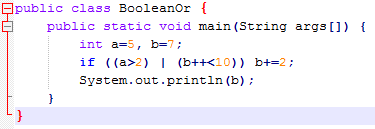 public class BooleanOr {
    public static void main(String args[]) {
        int a=5, b=7;
        if ((a>2) | (b++<10)) b+=2;
        System.out.println(b);
    }
}